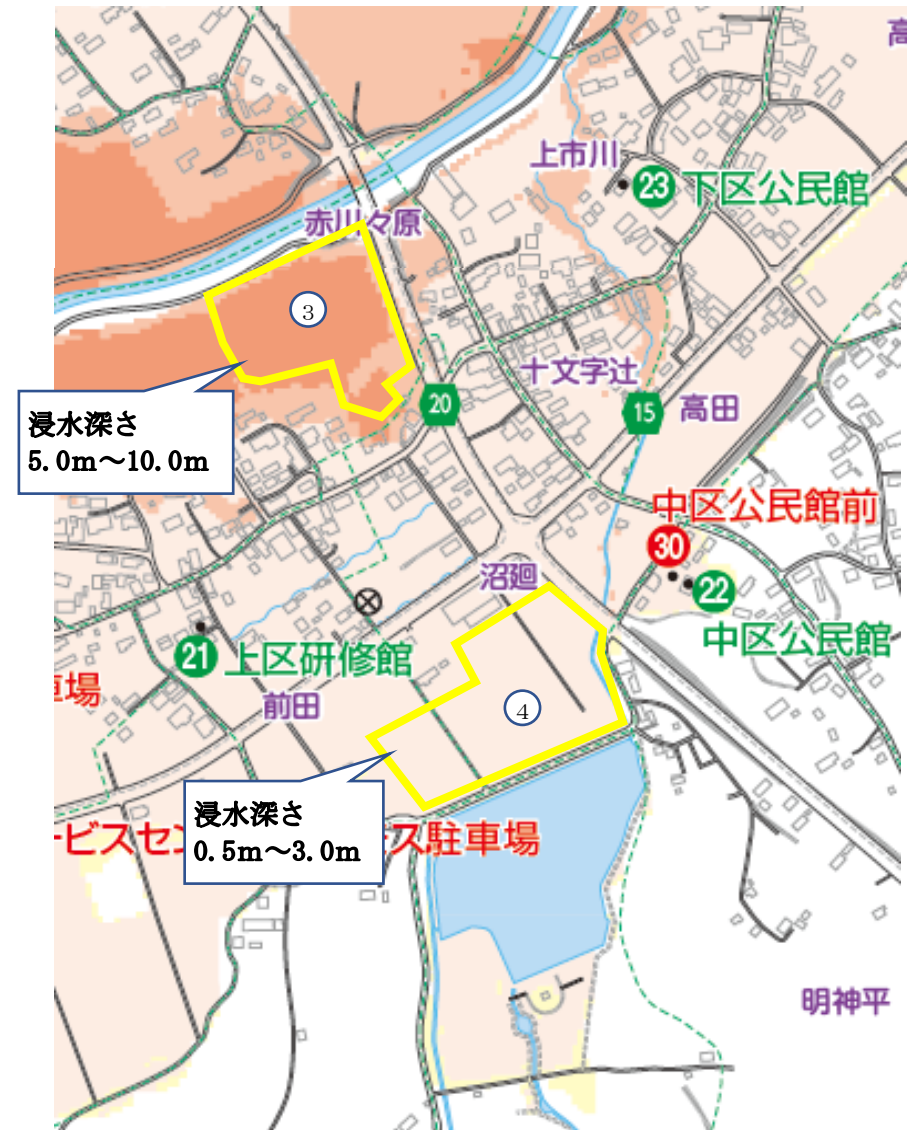 高
上市川
23 下区公民館
赤川々原
3
十文字辻
20
15
高田
浸水深さ
5.0m～10.0m
中区公民館前
30
沼廻
22
中区公民館
21 上区研修館
車場
前田
4
浸水深さ
0.5m～3.0m
ービスセン
ース駐車場
明神平